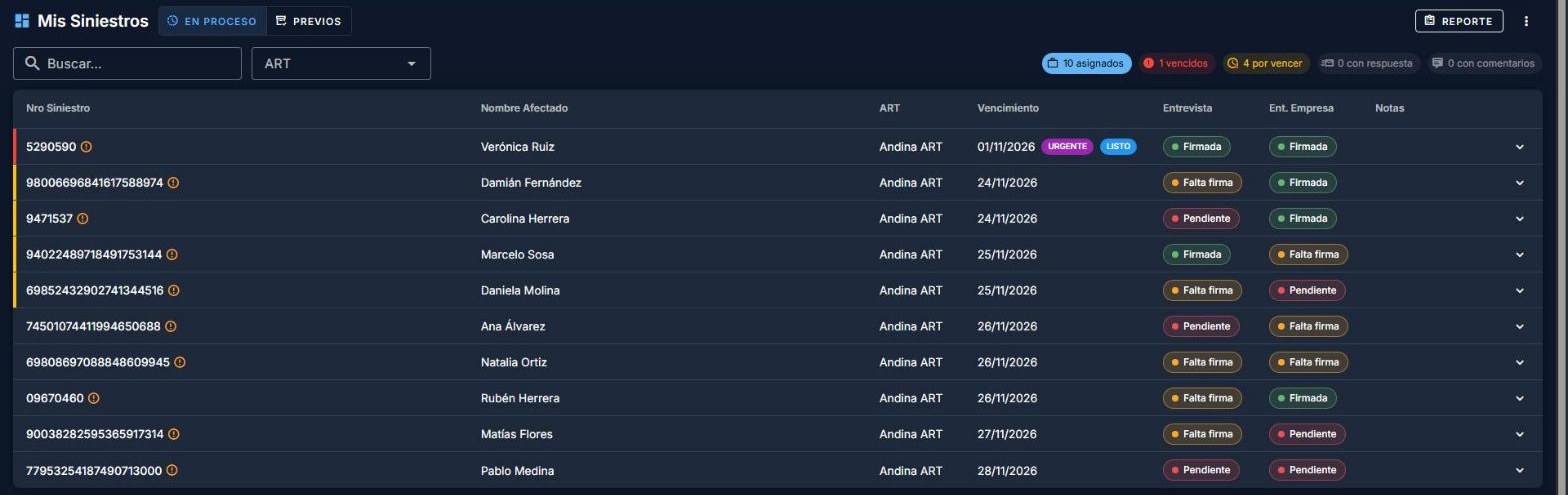 Mis Siniestros EN PROCESO PREVIOS REPORTE
Buscar... ART 10 asignados 1 vencidos 4 por vencer 0 con respuesta 0 con comentarios
Nro Siniestro Nombre Afectado ART Vencimiento Entrevista Ent. Empresa Notas
5290590 Verónica Ruiz Andina ART 01/11/2026 URGENTE LISTO Firmada Firmada
98006696841617588974 Damián Fernández Andina ART 24/11/2026 Falta firma Firmada
9471537 Carolina Herrera Andina ART 24/11/2026 Pendiente Firmada
94022489718491753144 Marcelo Sosa Andina ART 25/11/2026 Firmada Falta firma
69852432902741344516 Daniela Molina Andina ART 25/11/2026 Falta firma Pendiente
74501074411994650688 Ana Álvarez Andina ART 26/11/2026 Pendiente Falta firma
69808697088848609945 Natalia Ortiz Andina ART 26/11/2026 Falta firma Falta firma
09670460 Rubén Herrera Andina ART 26/11/2026 Falta firma Firmada
90038282595365917314 Matías Flores Andina ART 27/11/2026 Falta firma Pendiente
77953254187490713000 Pablo Medina Andina ART 28/11/2026 Pendiente Pendiente